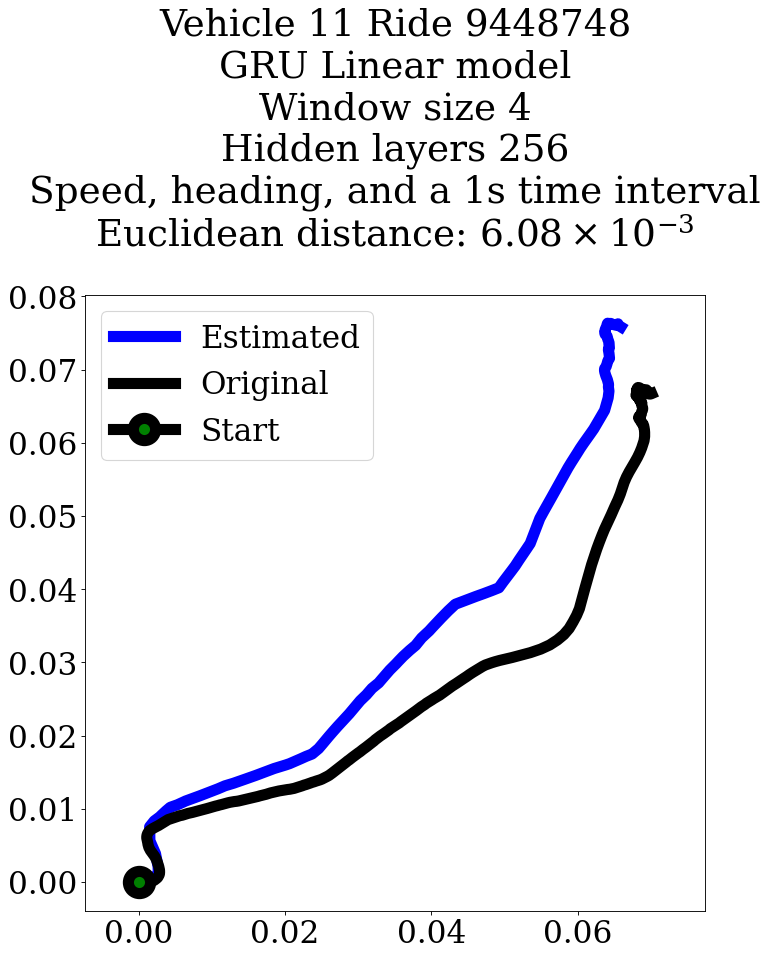 Vehicle 11 Ride 9448748
GRU Linear model
Window size 4
Hidden layers 256
Speed, heading, and a 1s time interval
Euclidean distance: 6.08 × 10⁻³
Estimated
Original
Start
0.08
0.07
0.06
0.05
0.04
0.03
0.02
0.01
0.00
0.00 0.02 0.04 0.06